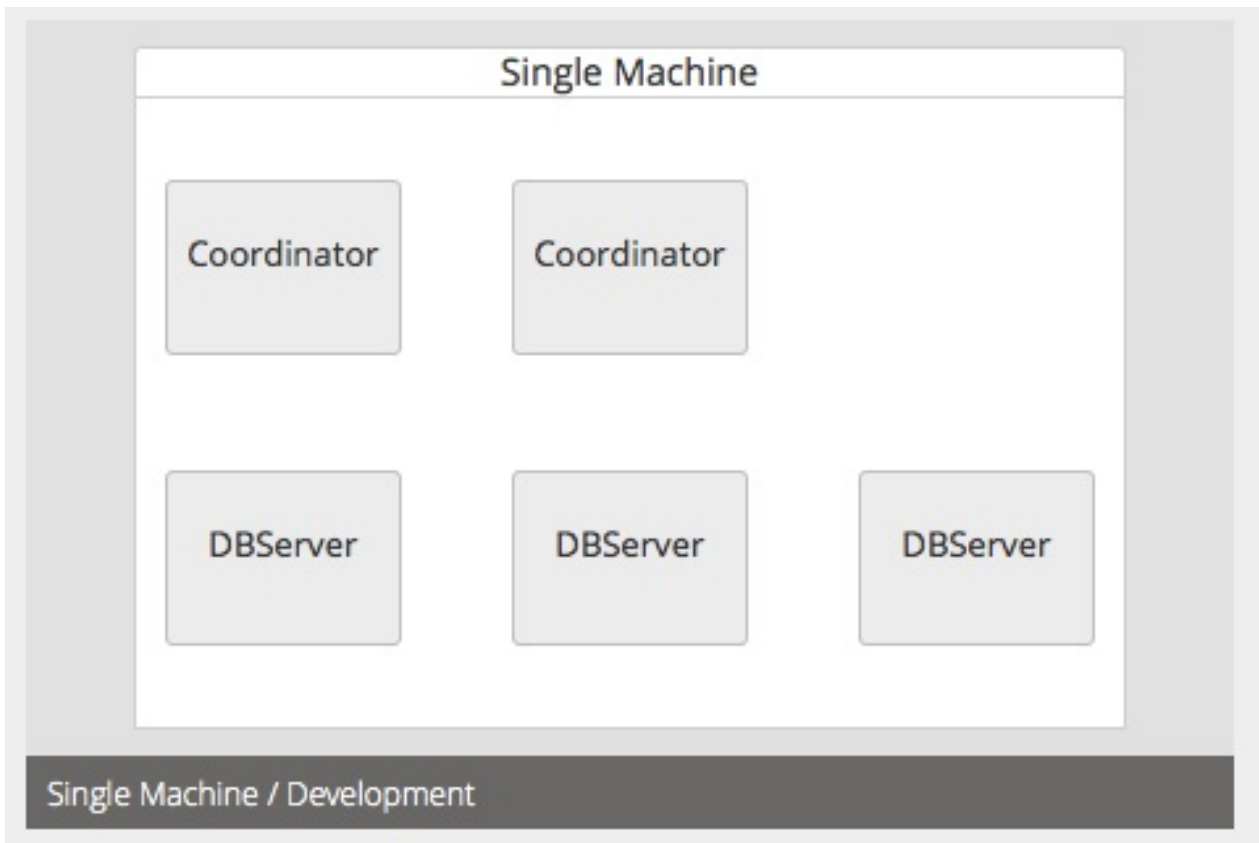 Single Machine
Coordinator Coordinator
DBServer DBServer DBServer
Single Machine / Development